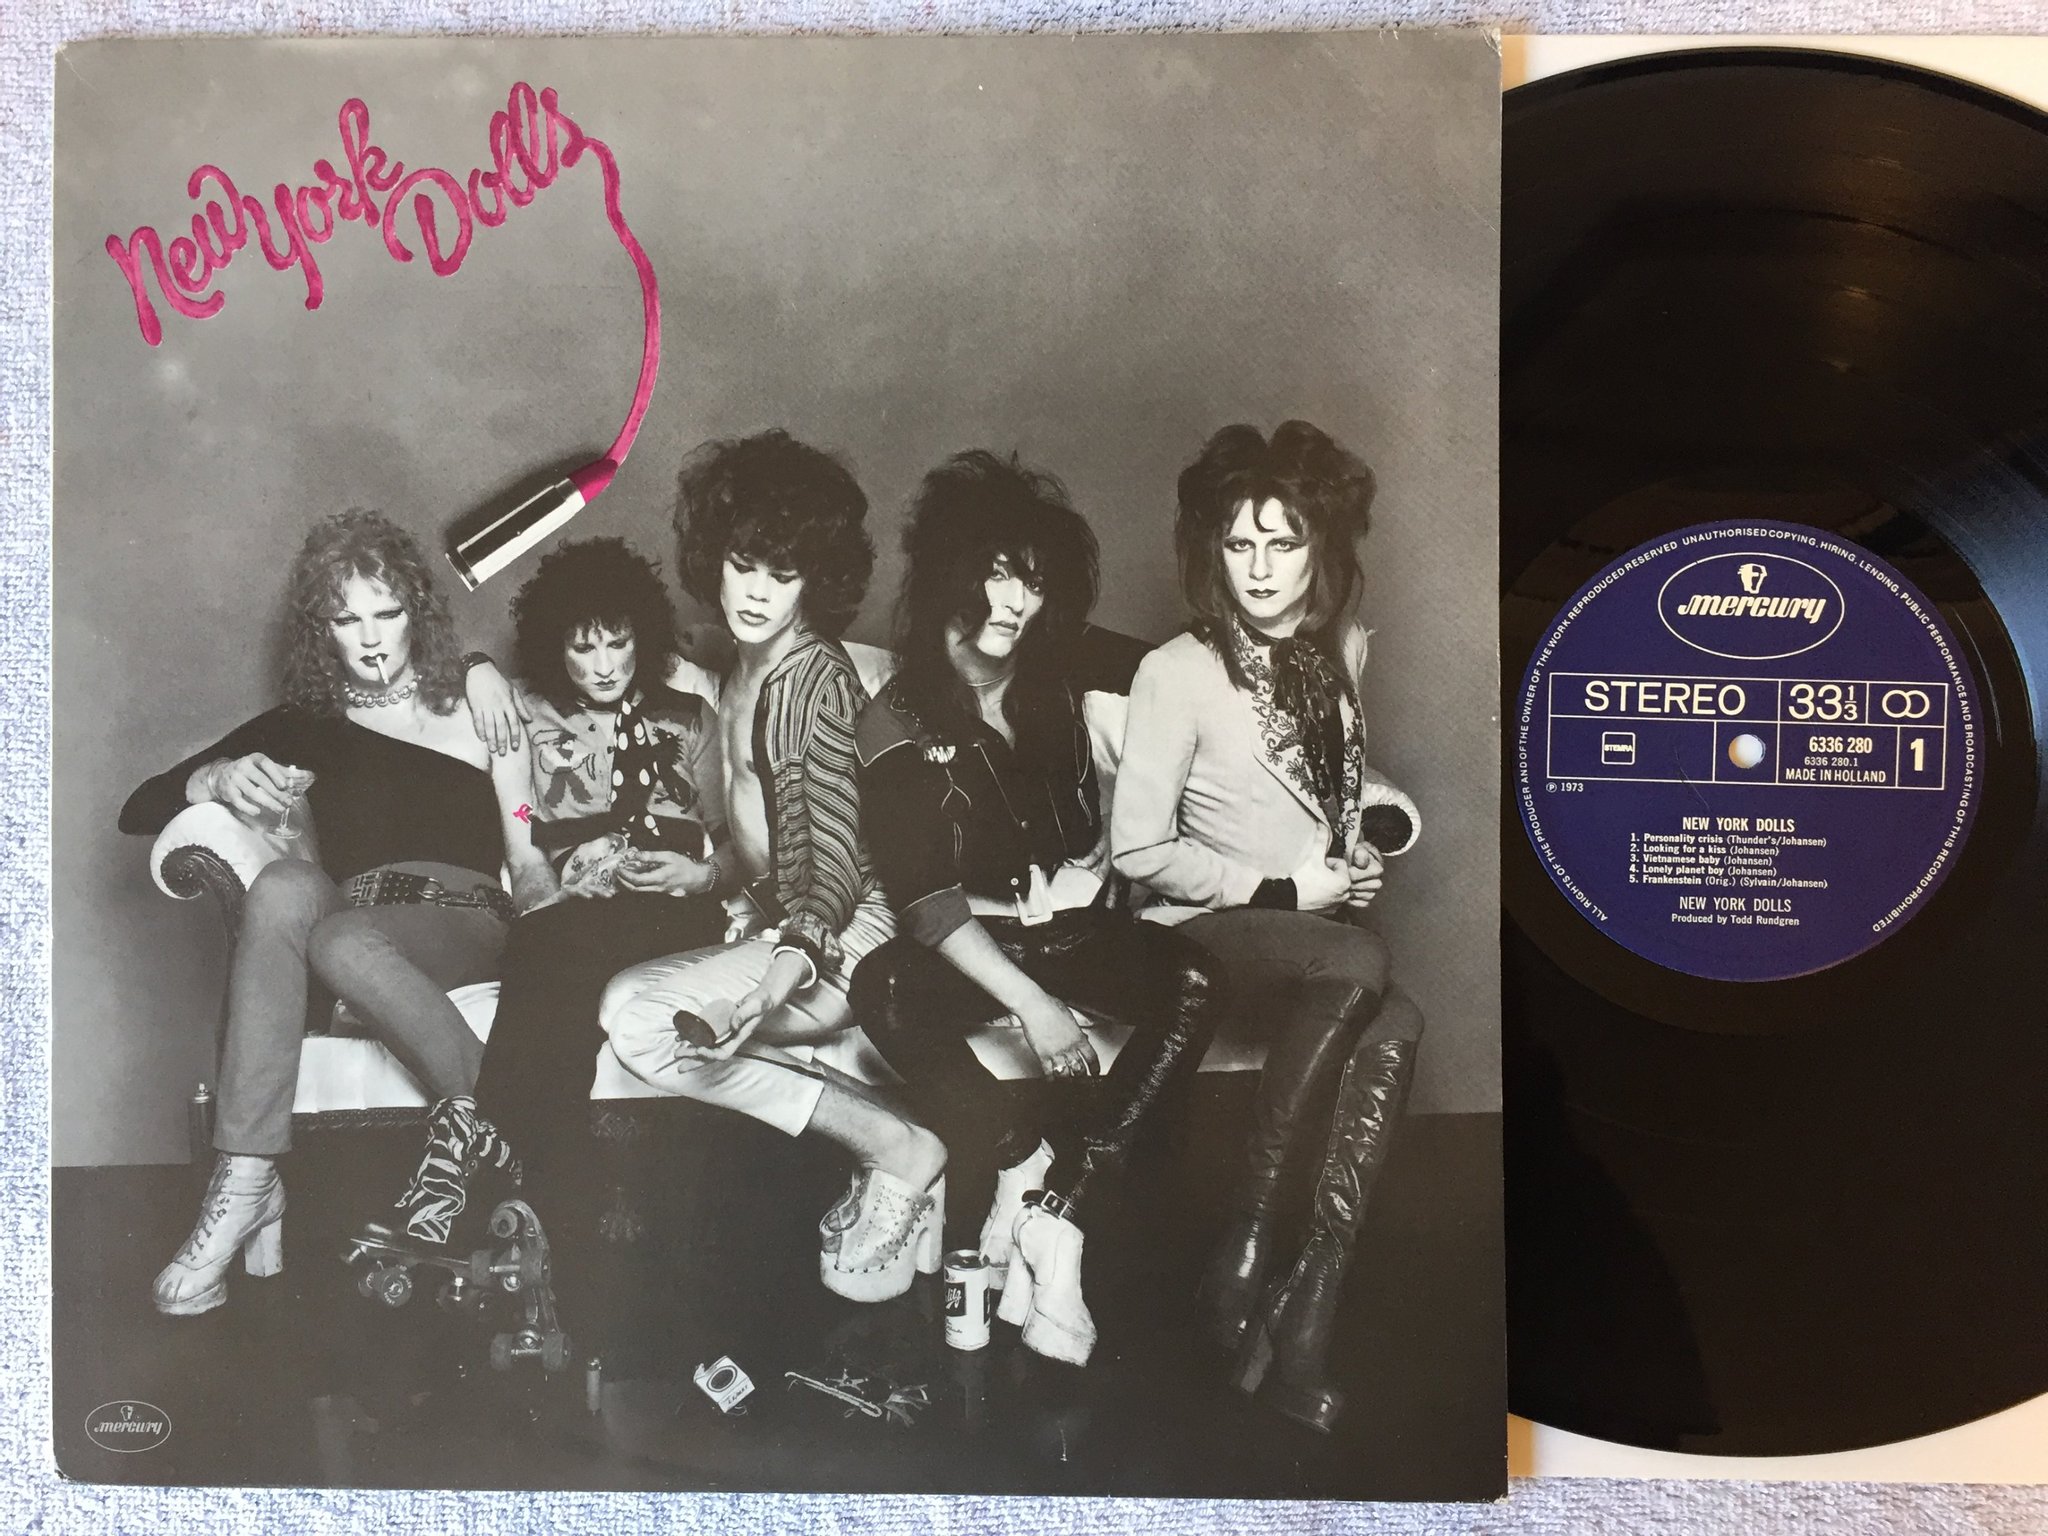 New York Dolls
mercury
Schlitz
ALL RIGHTS OF THE PRODUCER AND OF THE OWNER OF THE WORK REPRODUCED RESERVED UNAUTHORISED COPYING, HIRING, LENDING, PUBLIC PERFORMANCE AND BROADCASTING OF THIS RECORD PROHIBITED
mercury
STEREO
33 1/3
STEMRA
6336 280
6336 280.1
MADE IN HOLLAND
1
℗ 1973
NEW YORK DOLLS
1. Personality crisis (Thunder's/Johansen)
2. Looking for a kiss (Johansen)
3. Vietnamese baby (Johansen)
4. Lonely planet boy (Johansen)
5. Frankenstein (Orig.) (Sylvain/Johansen)
NEW YORK DOLLS
Produced by Todd Rundgren